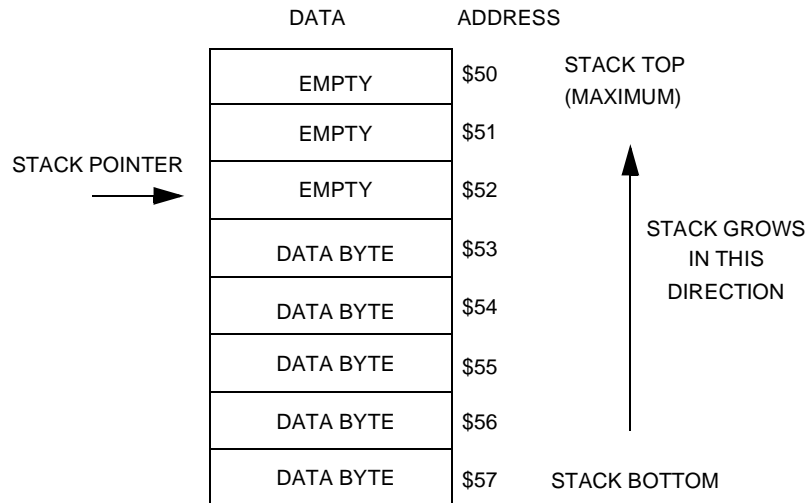 DATA ADDRESS
EMPTY $50 STACK TOP
(MAXIMUM)
EMPTY $51
STACK POINTER
EMPTY $52
STACK GROWS
DATA BYTE $53
IN THIS
DIRECTION
DATA BYTE $54
DATA BYTE $55
DATA BYTE $56
DATA BYTE $57 STACK BOTTOM